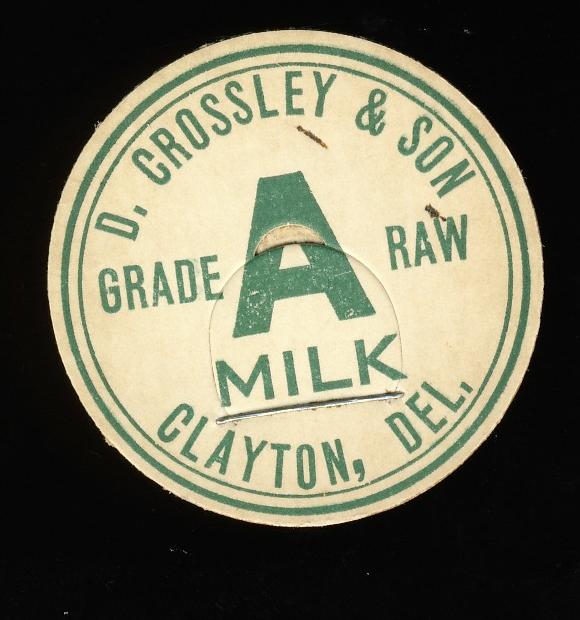 D. CROSSLEY & SON
GRADE A RAW
MILK
CLAYTON, DEL.